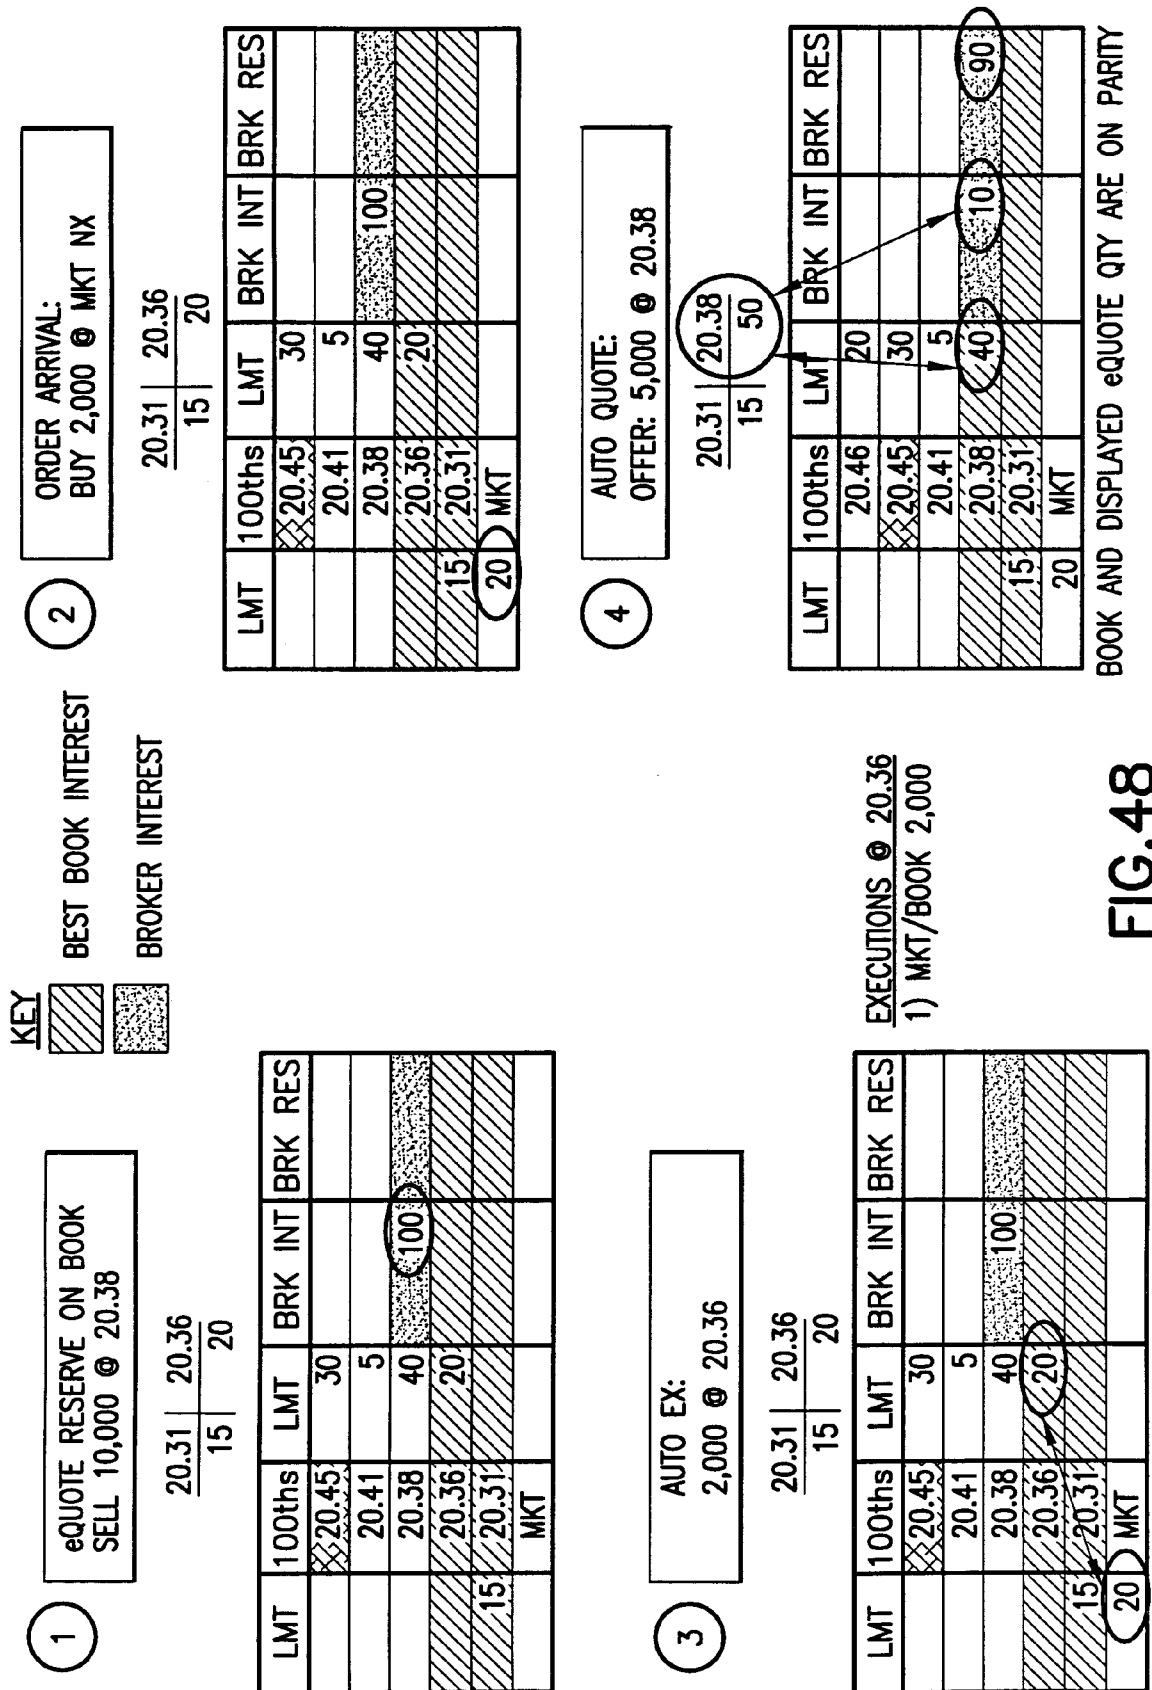 KEY
BEST BOOK INTEREST
BROKER INTEREST
1
eQUOTE RESERVE ON BOOK
SELL 10,000 @ 20.38
20.31 20.36
15 20
LMT 100ths LMT BRK INT BRK RES
20.45 30
20.41 5
20.38 40 100
20.36 20
15 20.31
MKT
2
ORDER ARRIVAL:
BUY 2,000 @ MKT NX
20.31 20.36
15 20
LMT 100ths LMT BRK INT BRK RES
20.45 30
20.41 5
20.38 40 100
20.36 20
15 20.31
20 MKT
3
AUTO EX:
2,000 @ 20.36
20.31 20.36
15 20
LMT 100ths LMT BRK INT BRK RES
20.45 30
20.41 5
20.38 40 100
20.36 20
15 20.31
20 MKT
EXECUTIONS @ 20.36
1) MKT/BOOK 2,000
4
AUTO QUOTE:
OFFER: 5,000 @ 20.38
20.31 20.38
15 50
LMT 100ths LMT BRK INT BRK RES
20.46 20
20.45 30
20.41 5
20.38 40 10 90
15 20.31
20 MKT
BOOK AND DISPLAYED eQUOTE QTY ARE ON PARITY
FIG.48